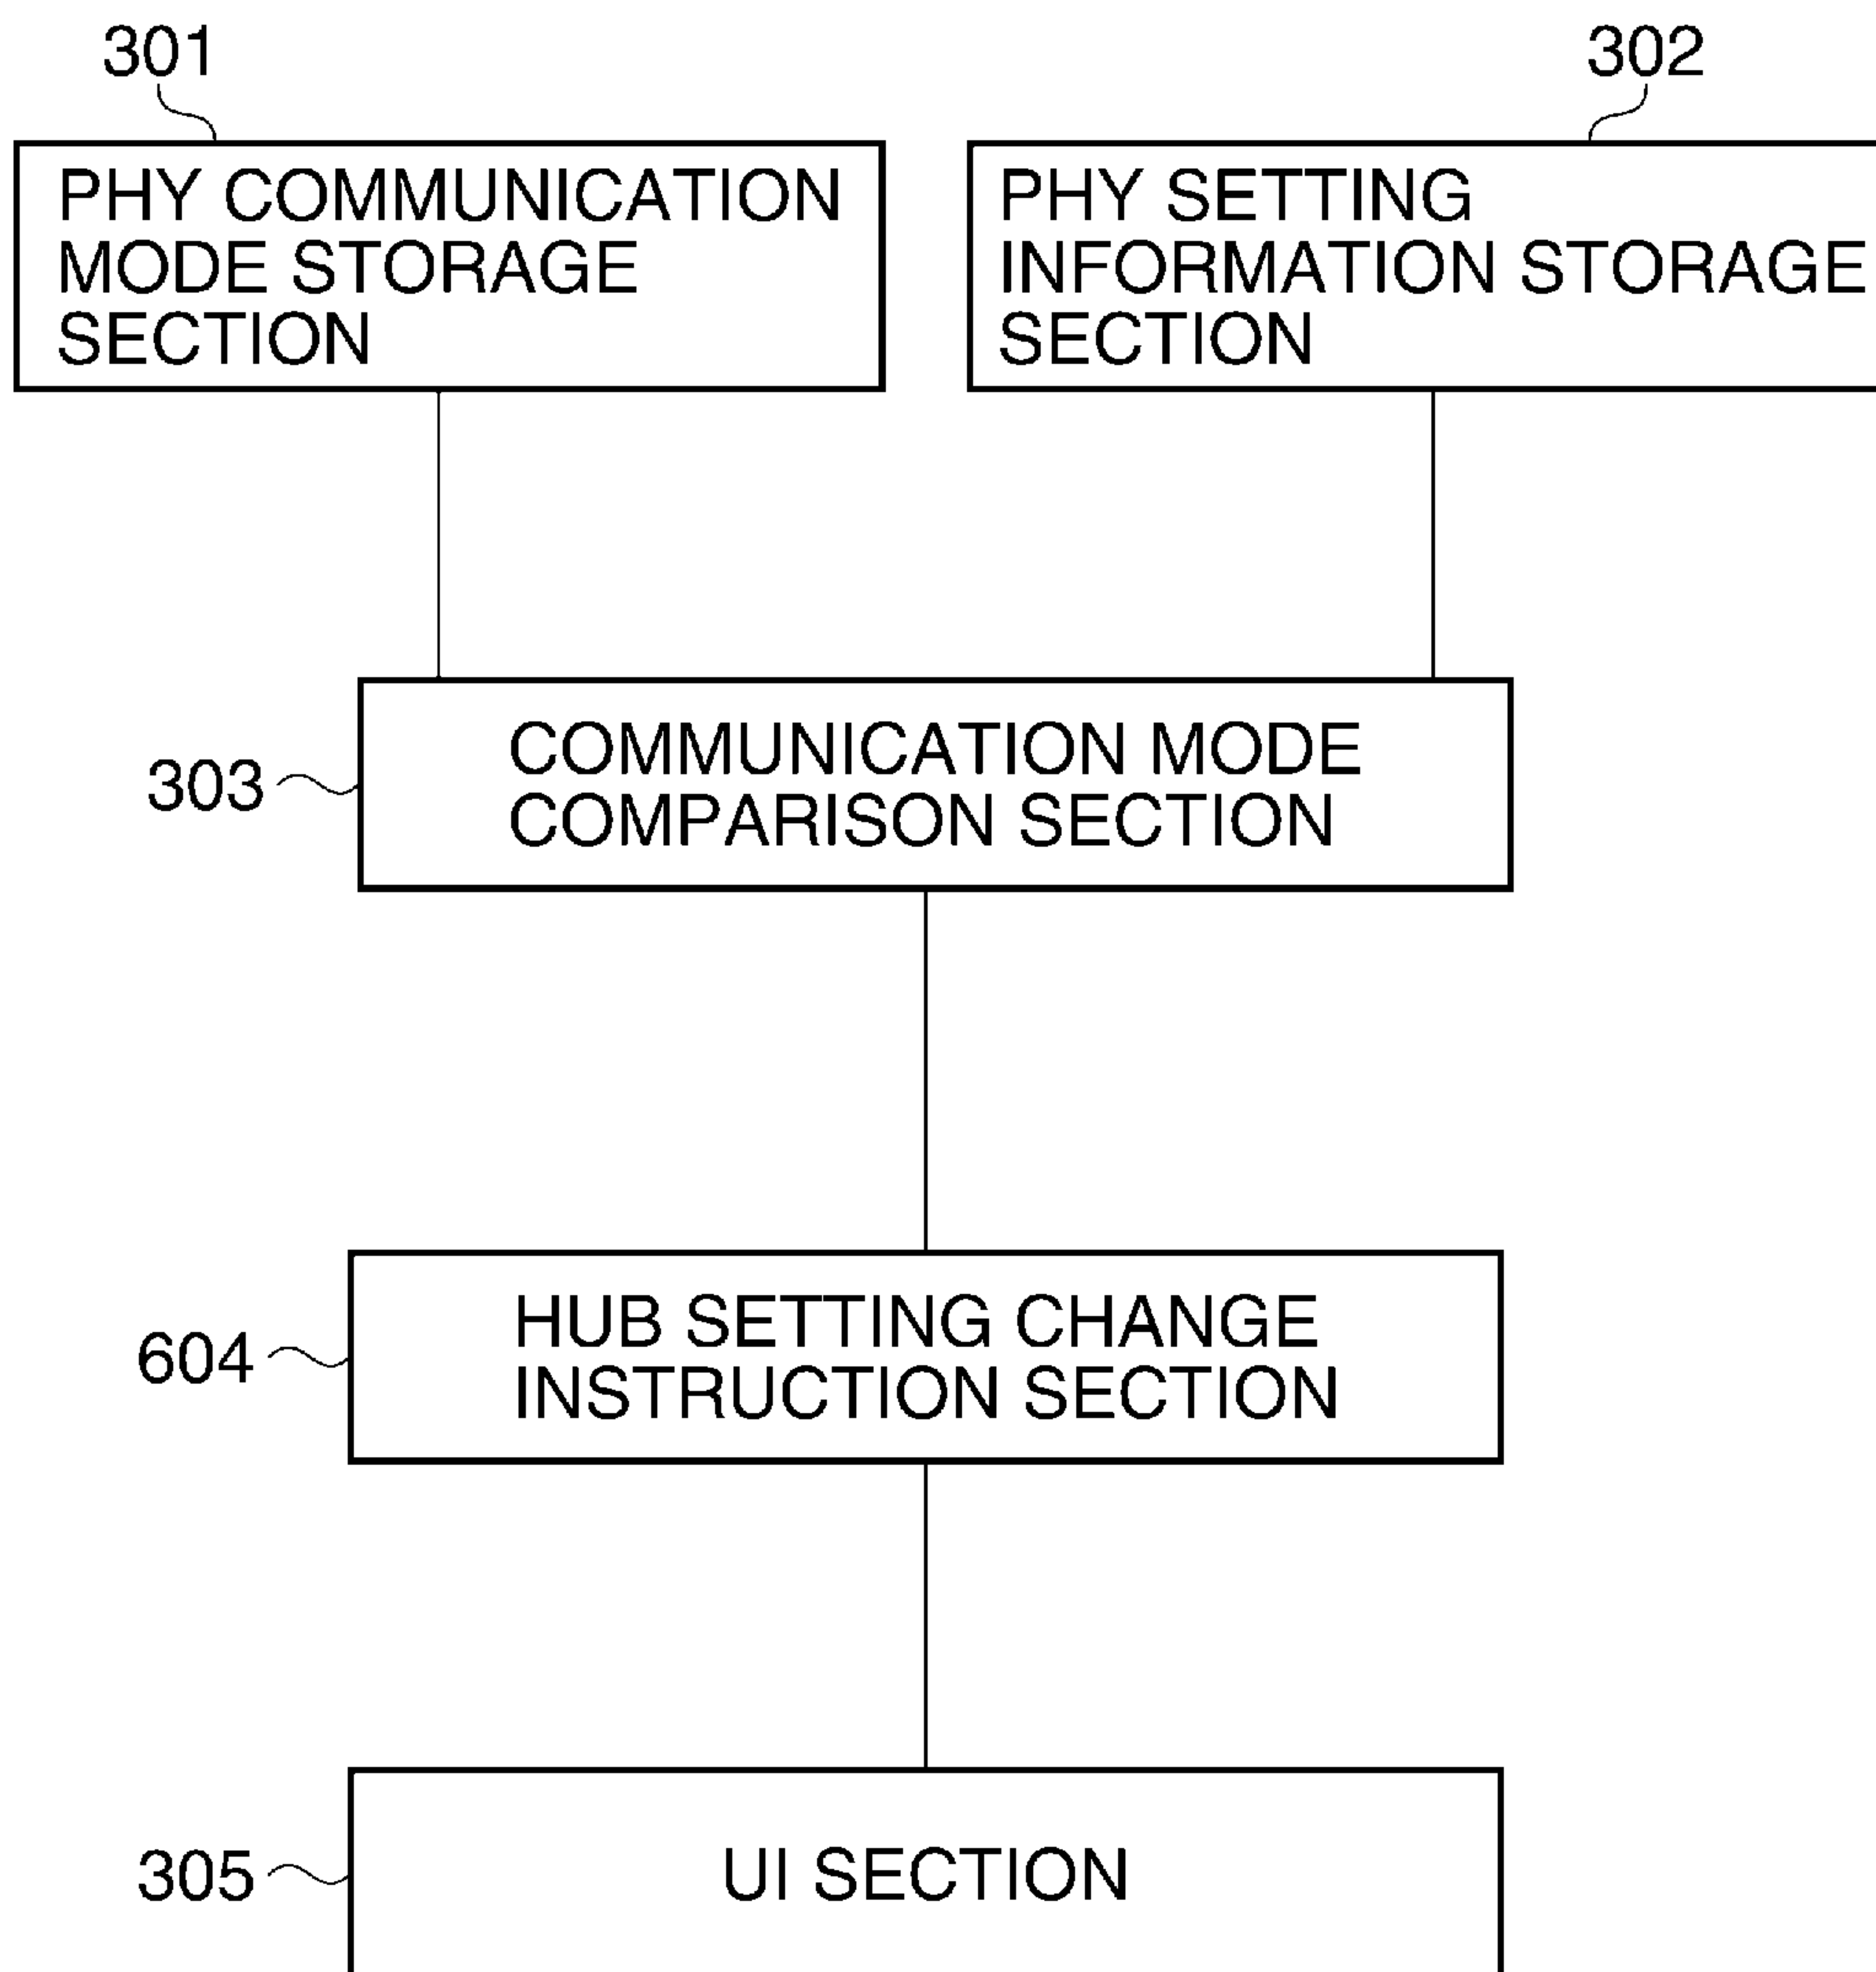 301
302
PHY COMMUNICATION
MODE STORAGE
SECTION
PHY SETTING
INFORMATION STORAGE
SECTION
303
COMMUNICATION MODE
COMPARISON SECTION
604
HUB SETTING CHANGE
INSTRUCTION SECTION
305
UI SECTION